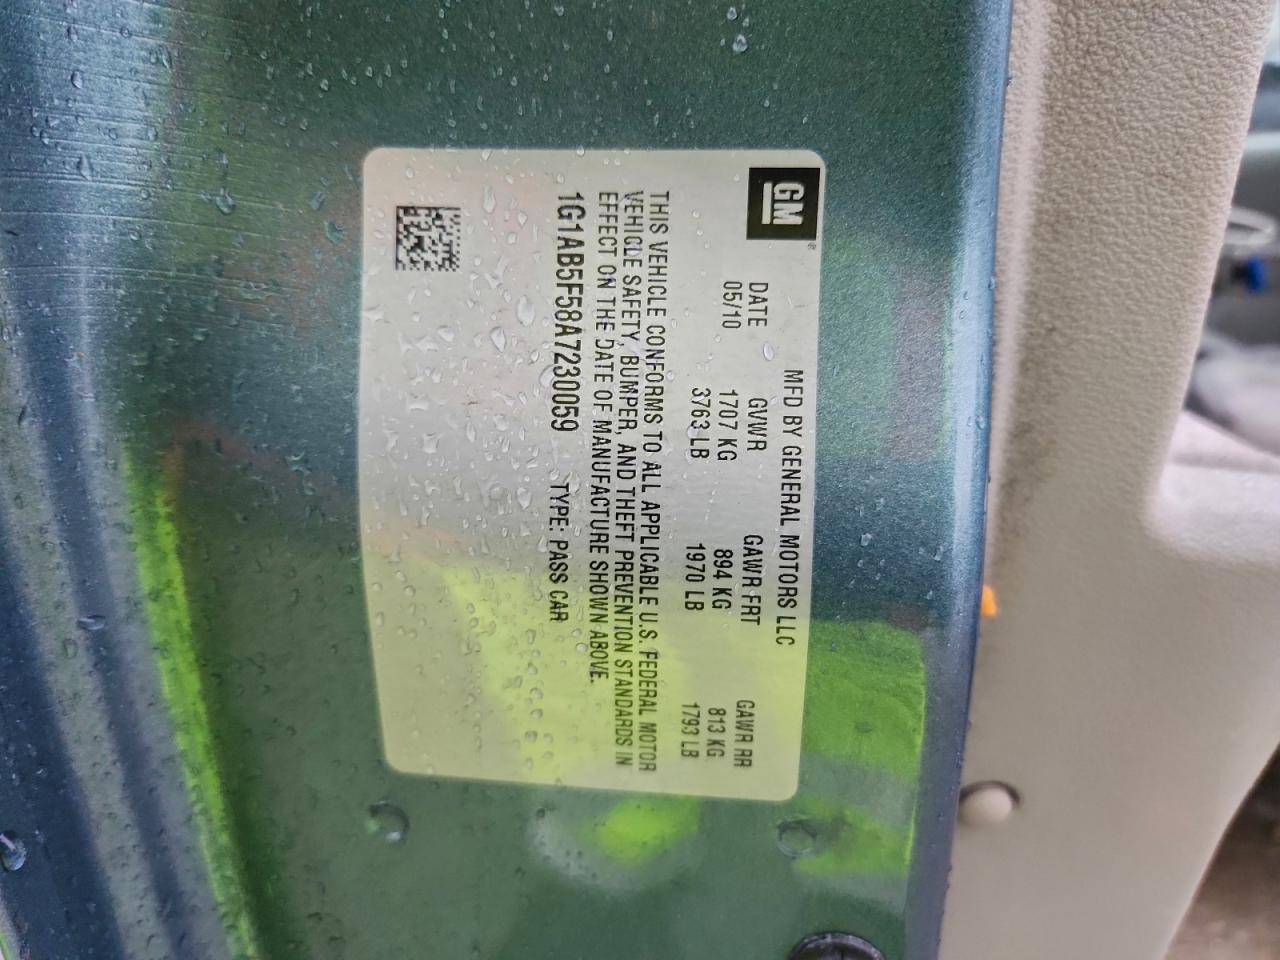 GM®
MFD BY GENERAL MOTORS LLC
DATE GVWR GAWR FRT GAWR RR
05/10 1707 KG 894 KG 813 KG
3763 LB 1970 LB 1793 LB
THIS VEHICLE CONFORMS TO ALL APPLICABLE U.S. FEDERAL MOTOR
VEHICLE SAFETY, BUMPER, AND THEFT PREVENTION STANDARDS IN
EFFECT ON THE DATE OF MANUFACTURE SHOWN ABOVE.
1G1AB5F58A7230059 TYPE: PASS CAR